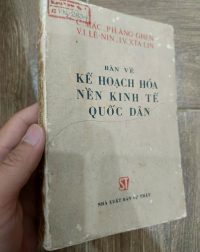 MÁC, PH.ĂNG GHEN
V.I. LÊ-NIN, I.V. XTA-LIN
BÀN VỀ
KẾ HOẠCH HÓA
NỀN KINH TẾ
QUỐC DÂN
ST
NHÀ XUẤT BẢN SỰ THẬT